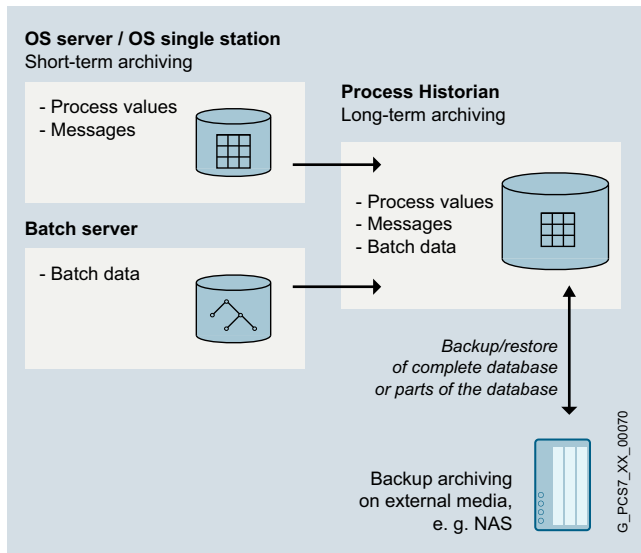 OS server / OS single station
Short-term archiving
- Process values
- Messages
Process Historian
Long-term archiving
- Process values
- Messages
- Batch data
Batch server
- Batch data
Backup/restore
of complete database
or parts of the database
Backup archiving
on external media,
e. g. NAS
G_PCS7_XX_00070